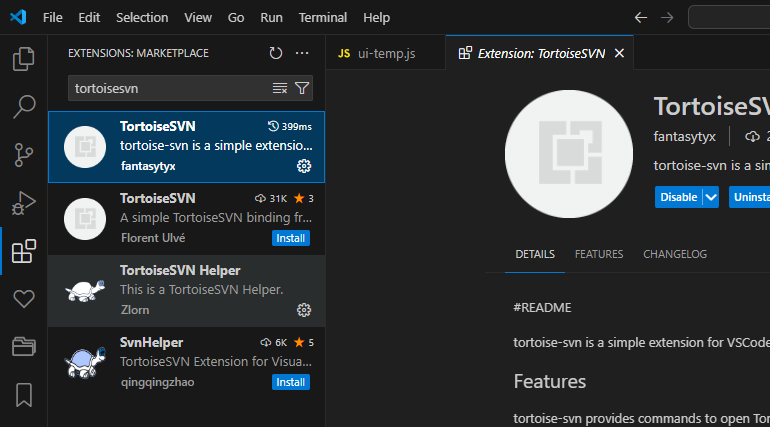 File Edit Selection View Go Run Terminal Help
EXTENSIONS: MARKETPLACE
tortoisesvn
TortoiseSVN 399ms
tortoise-svn is a simple extensio...
fantasytyx
TortoiseSVN 31K 3
A simple TortoiseSVN binding fr...
Florent Ulvé Install
TortoiseSVN Helper
This is a TortoiseSVN Helper.
Zlorn
SvnHelper 6K 5
TortoiseSVN Extension for Visua...
qingqingzhao Install
JS ui-temp.js Extension: TortoiseSVN
TortoiseSV
fantasytyx 2
tortoise-svn is a sim
Disable Uninsta
DETAILS FEATURES CHANGELOG
#README
tortoise-svn is a simple extension for VSCode
Features
tortoise-svn provides commands to open Tor